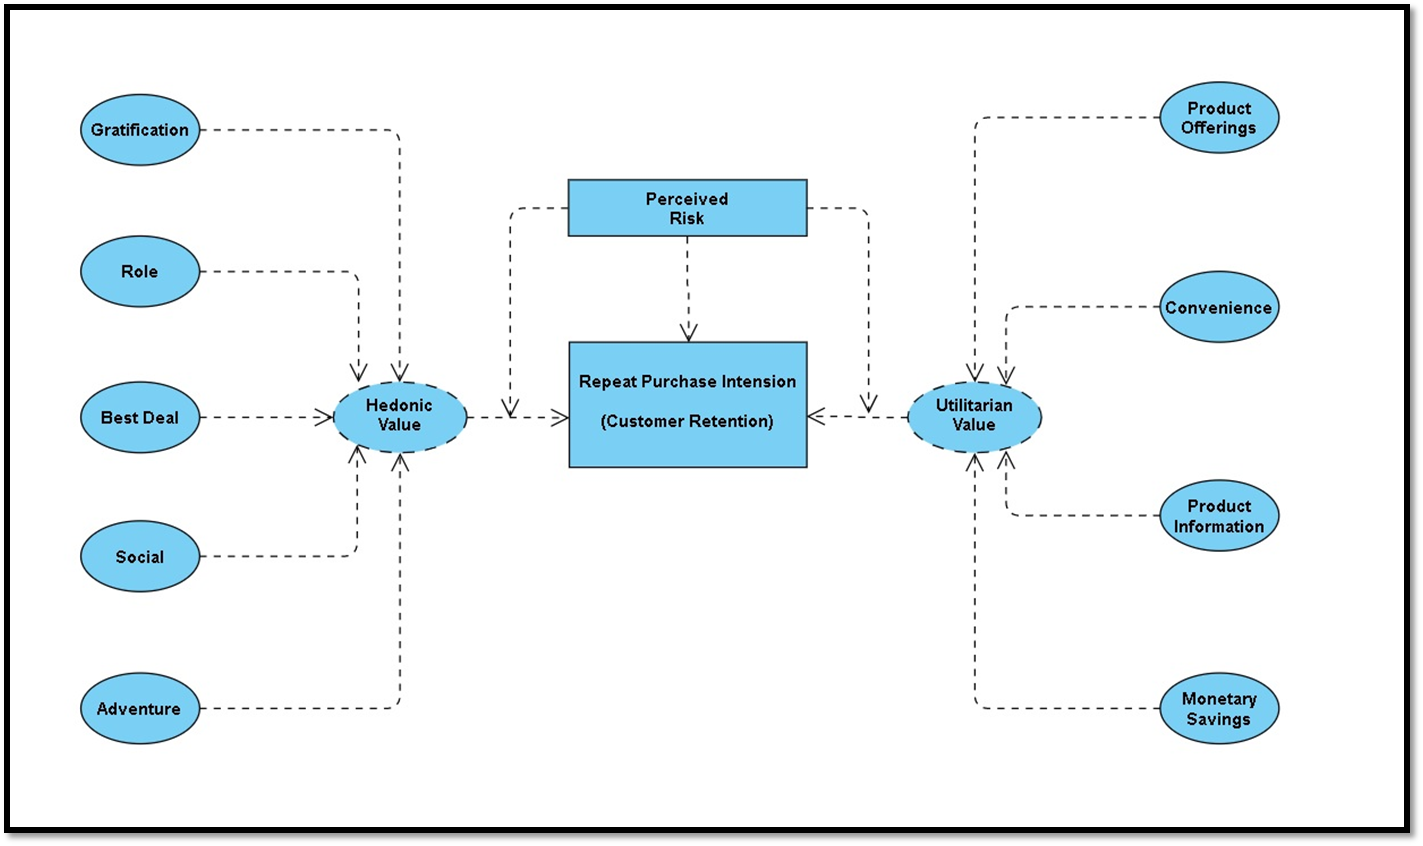 Gratification
Role
Best Deal
Social
Adventure
Hedonic
Value
Perceived
Risk
Repeat Purchase Intension
(Customer Retention)
Utilitarian
Value
Product
Offerings
Convenience
Product
Information
Monetary
Savings